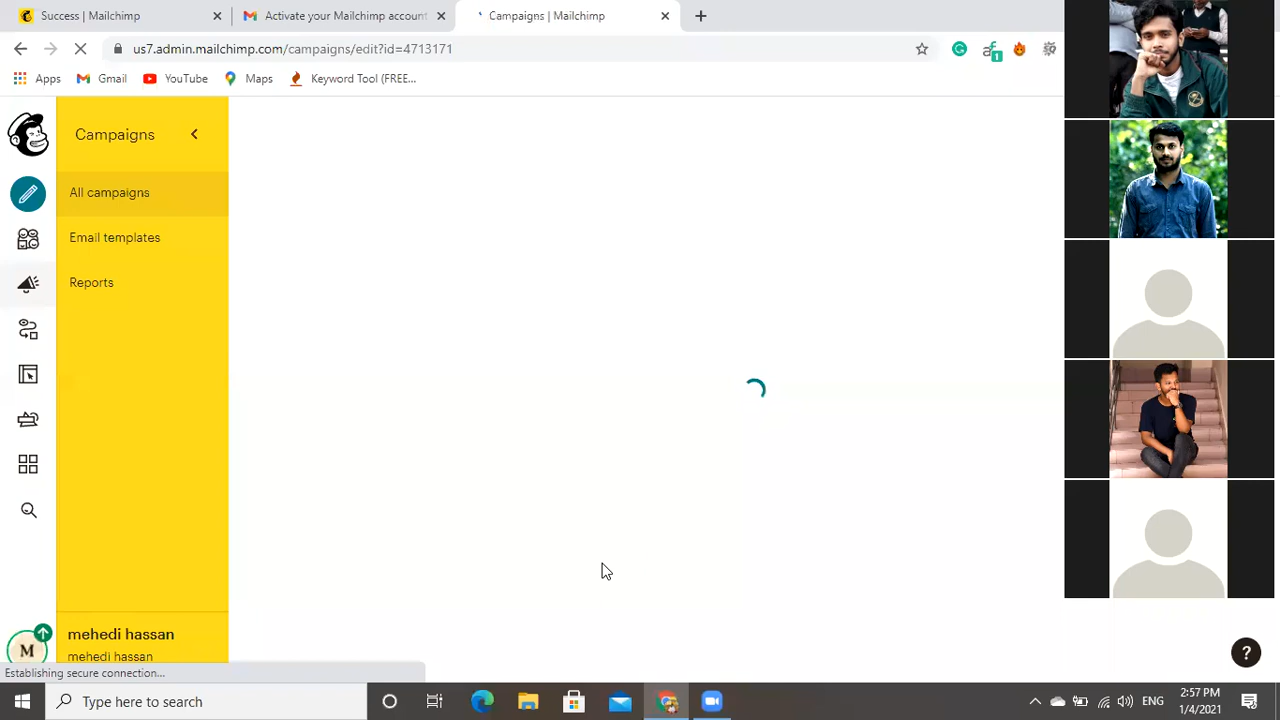 Success | Mailchimp
Activate your Mailchimp accoun
Campaigns | Mailchimp
us7.admin.mailchimp.com/campaigns/edit?id=4713171
1
Apps
Gmail
YouTube
Maps
Keyword Tool (FREE...
Campaigns
All campaigns
Email templates
Reports
M
mehedi hassan
mehedi hassan
?
Establishing secure connection...
Type here to search
ENG
2:57 PM
1/4/2021